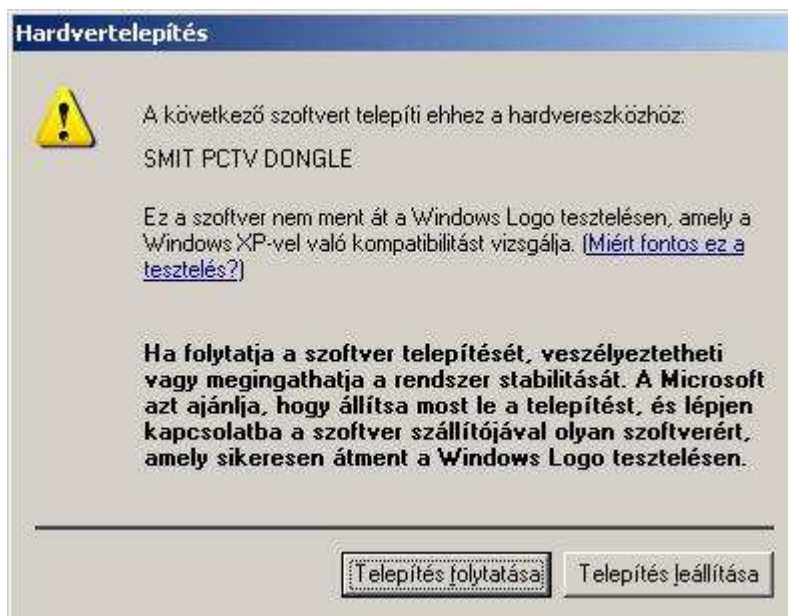 Hardvertelepítés
A következő szoftvert telepíti ehhez a hardvereszközhöz:
SMIT PCTV DONGLE
Ez a szoftver nem ment át a Windows Logo tesztelésen, amely a
Windows XP-vel való kompatibilitást vizsgálja. (Miért fontos ez a
tesztelés?)
Ha folytatja a szoftver telepítését, veszélyeztetheti
vagy megingathatja a rendszer stabilitását. A Microsoft
azt ajánlja, hogy állítsa most le a telepítést, és lépjen
kapcsolatba a szoftver szállítójával olyan szoftverért,
amely sikeresen átment a Windows Logo tesztelésen.
Telepítés folytatása
Telepítés leállítása